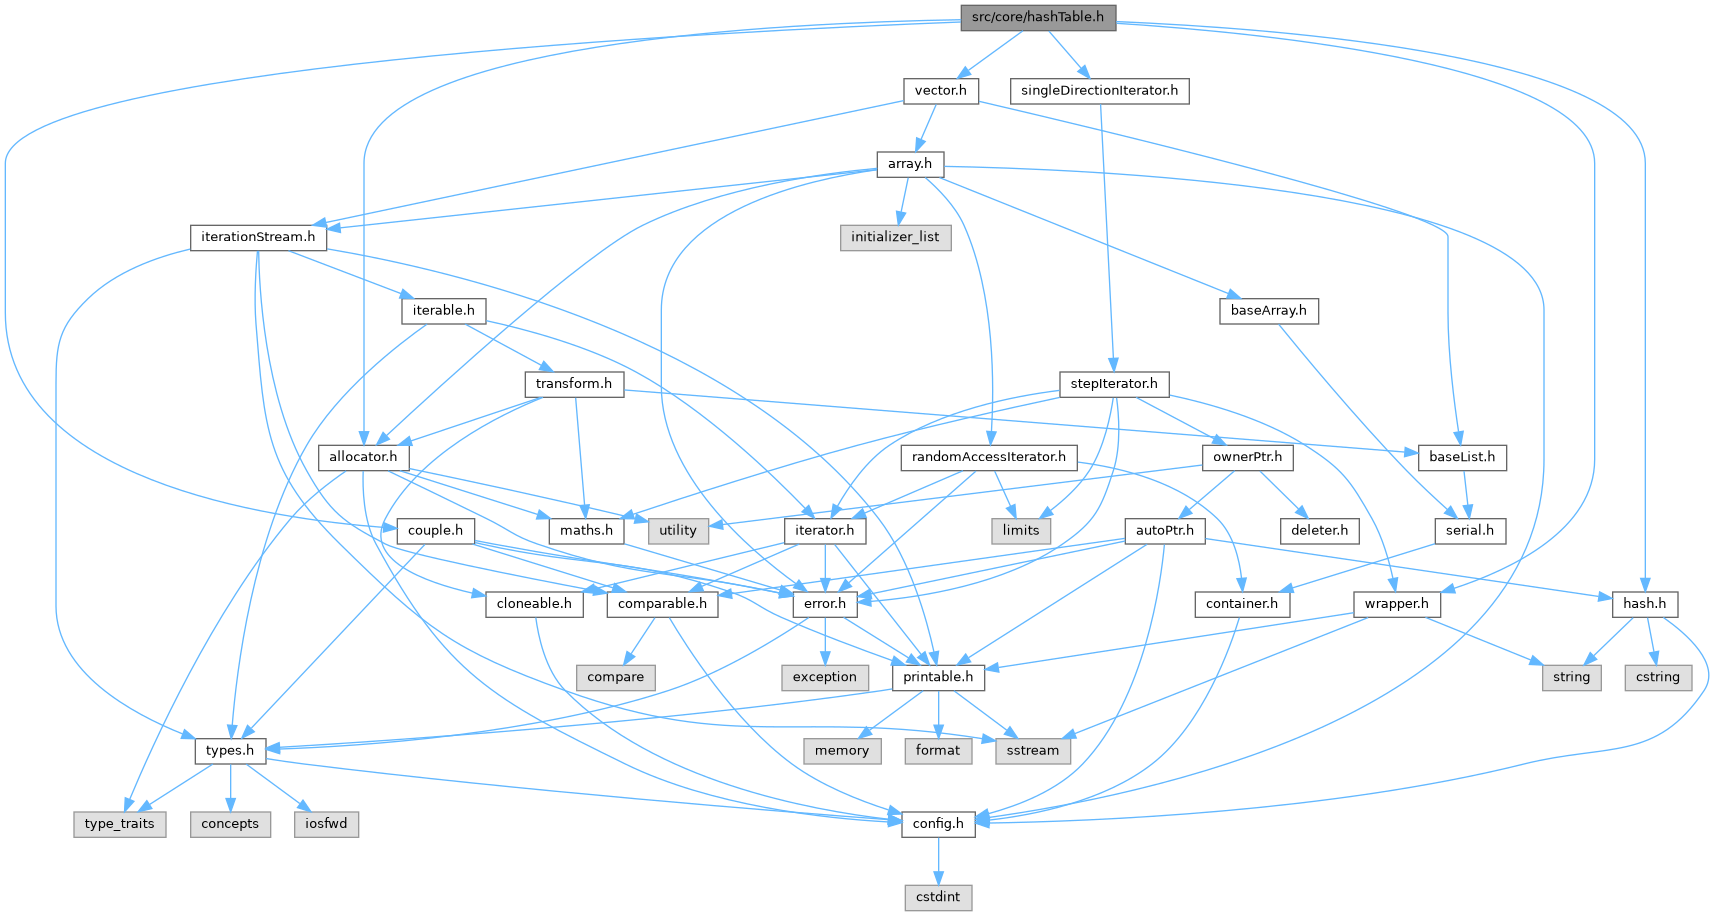 src/core/hashTable.h
vector.h
singleDirectionIterator.h
array.h
iterationStream.h
initializer_list
iterable.h
baseArray.h
transform.h
stepIterator.h
allocator.h
randomAccessIterator.h
ownerPtr.h
baseList.h
couple.h
maths.h
utility
iterator.h
limits
autoPtr.h
deleter.h
serial.h
cloneable.h
comparable.h
error.h
container.h
wrapper.h
hash.h
compare
exception
printable.h
string
cstring
types.h
memory
format
sstream
type_traits
concepts
iosfwd
config.h
cstdint